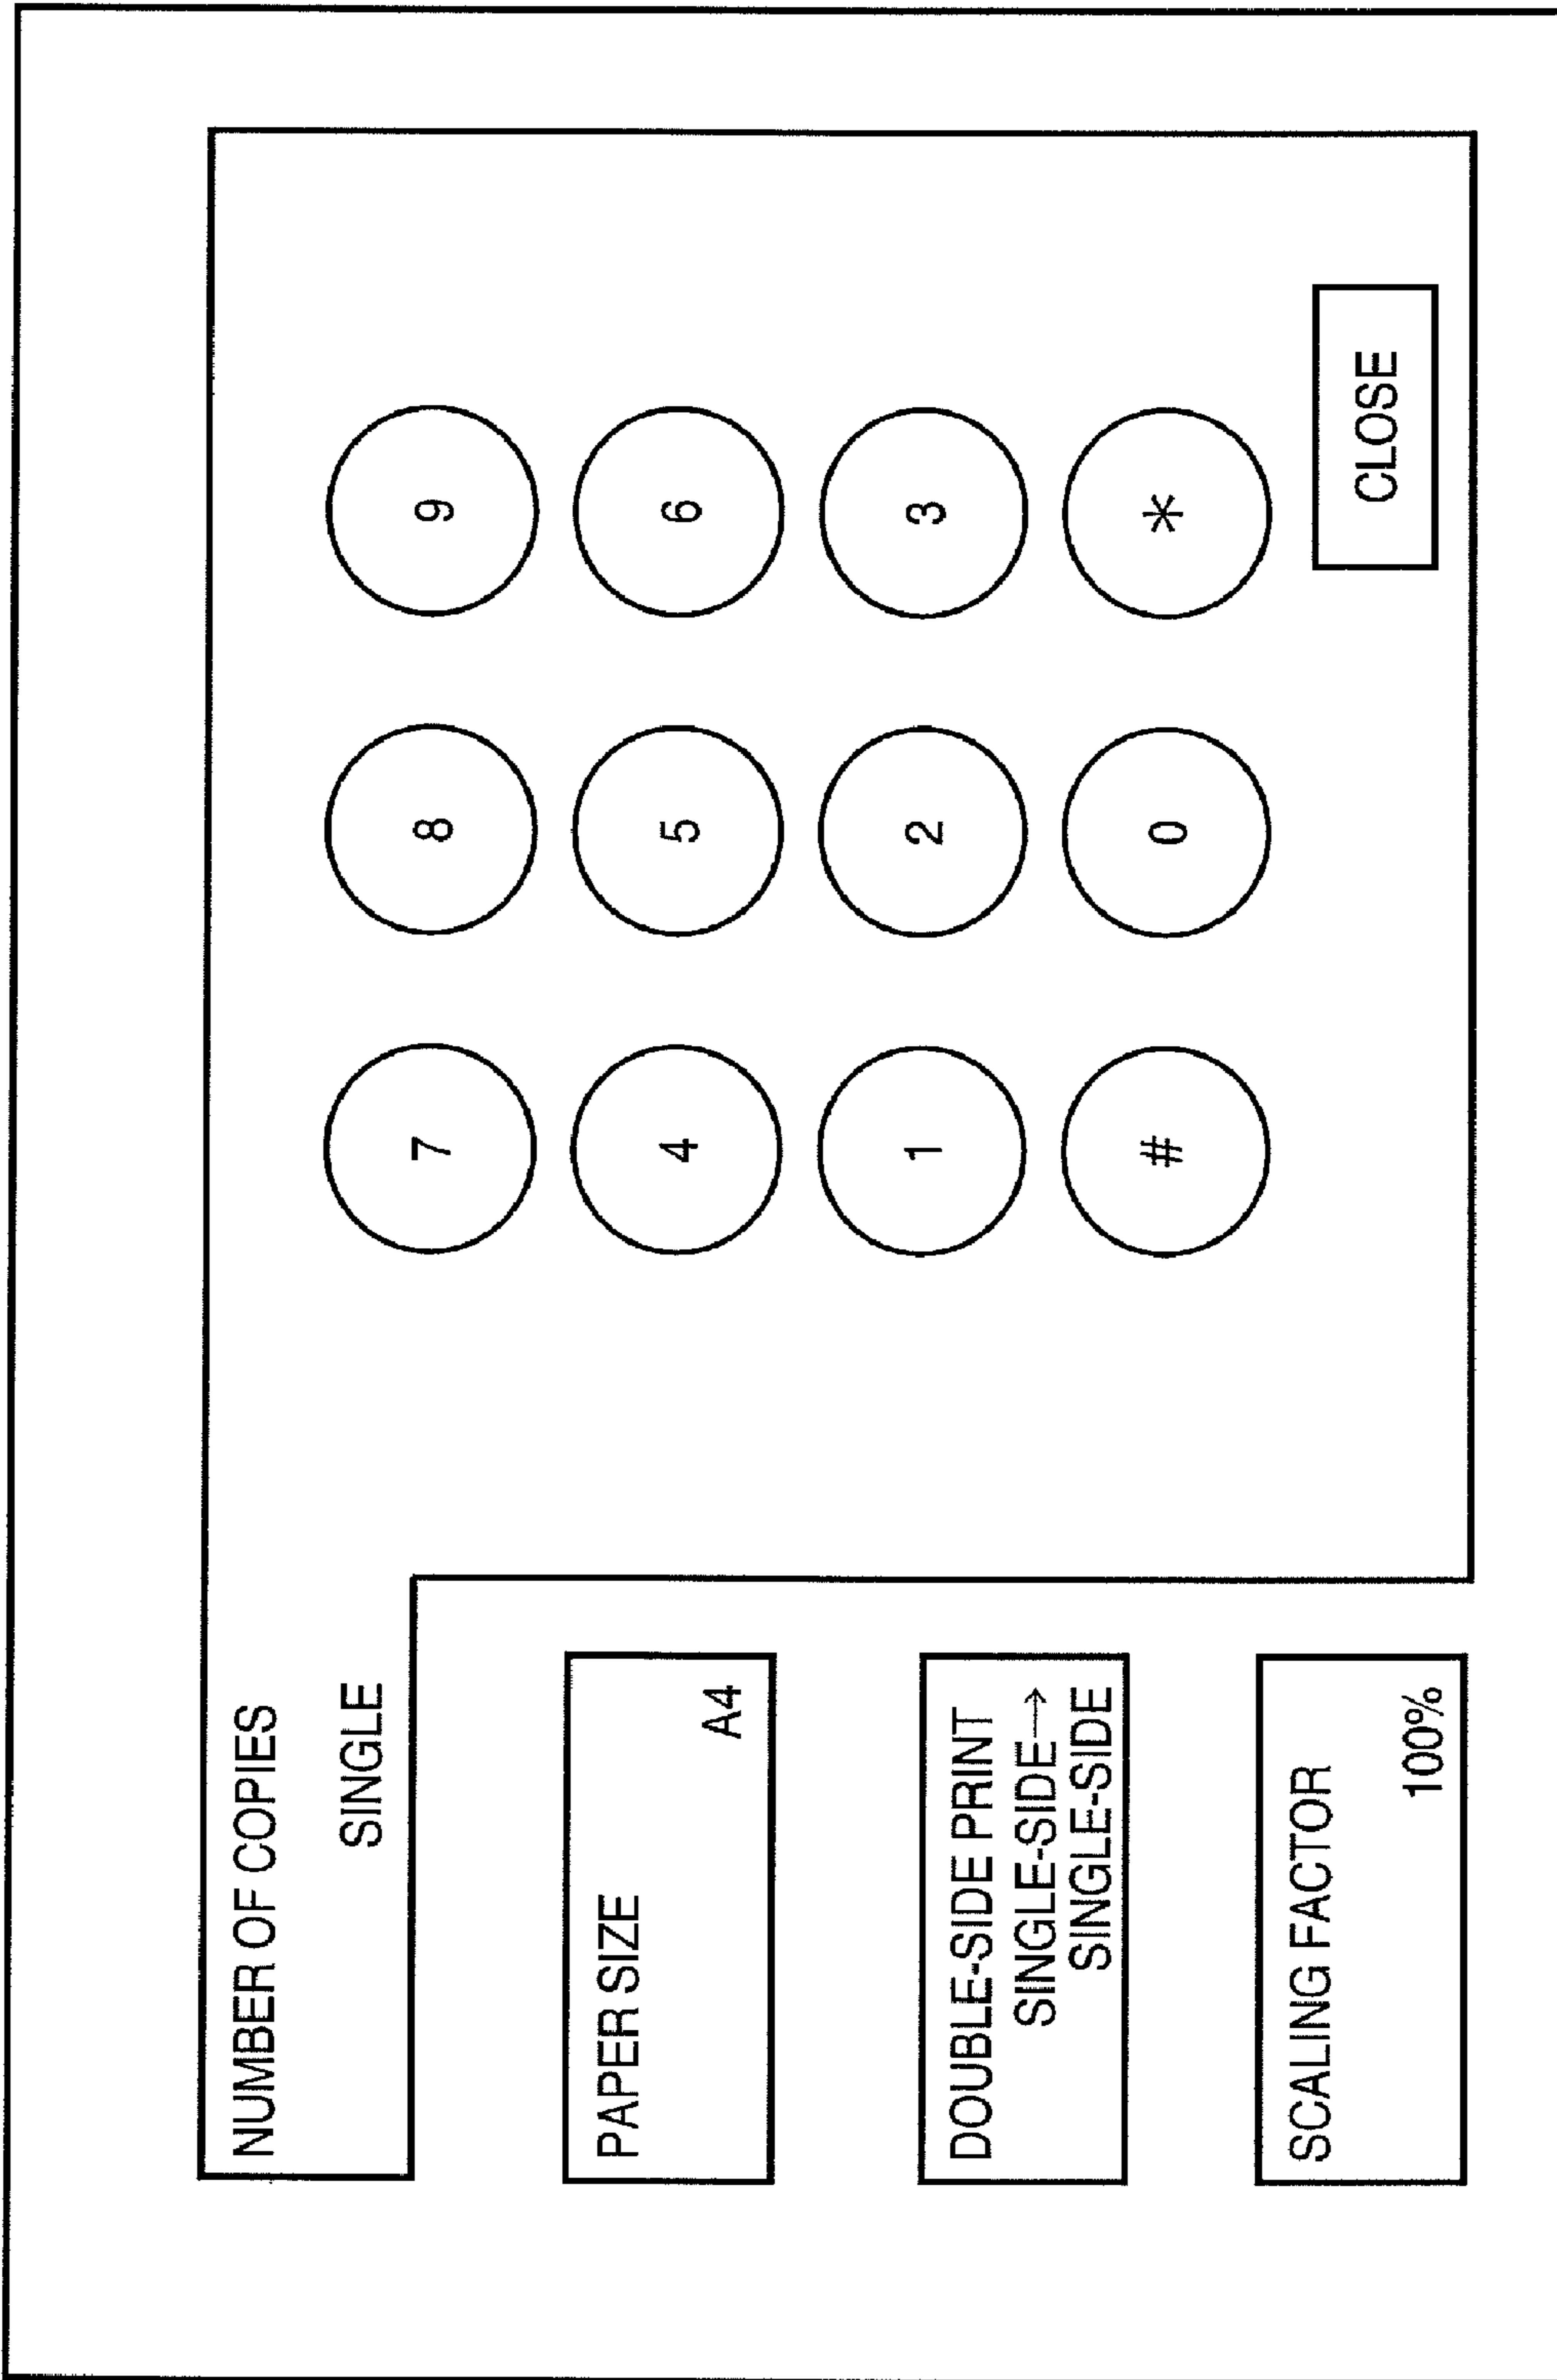 NUMBER OF COPIES
SINGLE
PAPER SIZE
A4
DOUBLE-SIDE PRINT
SINGLE-SIDE→
SINGLE-SIDE
SCALING FACTOR
100%
7 8 9
4 5 6
1 2 3
# 0 *
CLOSE